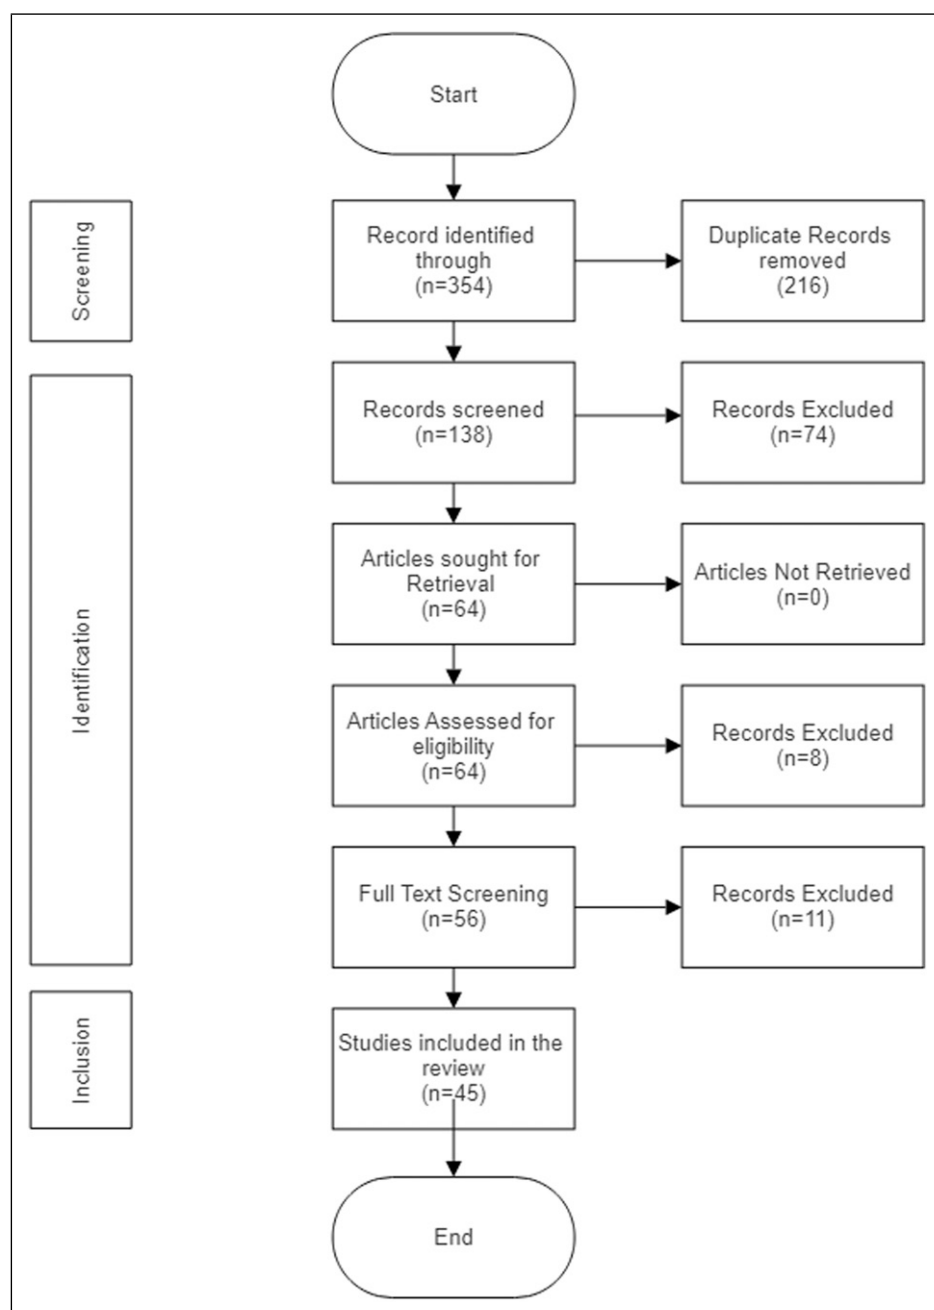 Start
Screening
Record identified
through
(n=354)
Duplicate Records
removed
(216)
Identification
Records screened
(n=138)
Records Excluded
(n=74)
Articles sought for
Retrieval
(n=64)
Articles Not Retrieved
(n=0)
Articles Assessed for
eligibility
(n=64)
Records Excluded
(n=8)
Full Text Screening
(n=56)
Records Excluded
(n=11)
Inclusion
Studies included in the
review
(n=45)
End